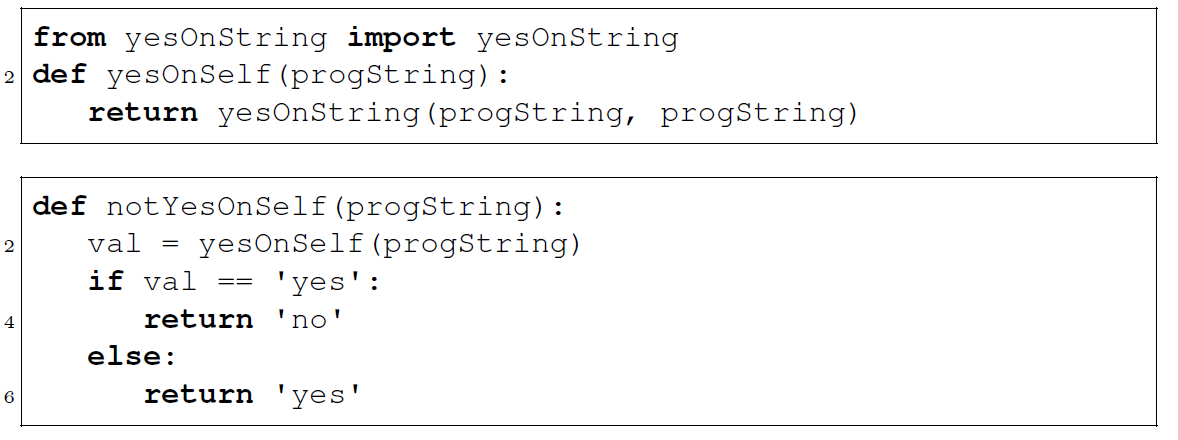 from yesOnString import yesOnString
2 def yesOnSelf(progString):
return yesOnString(progString, progString)
def notYesOnSelf(progString):
2 val = yesOnSelf(progString)
if val == 'yes':
4 return 'no'
else:
6 return 'yes'